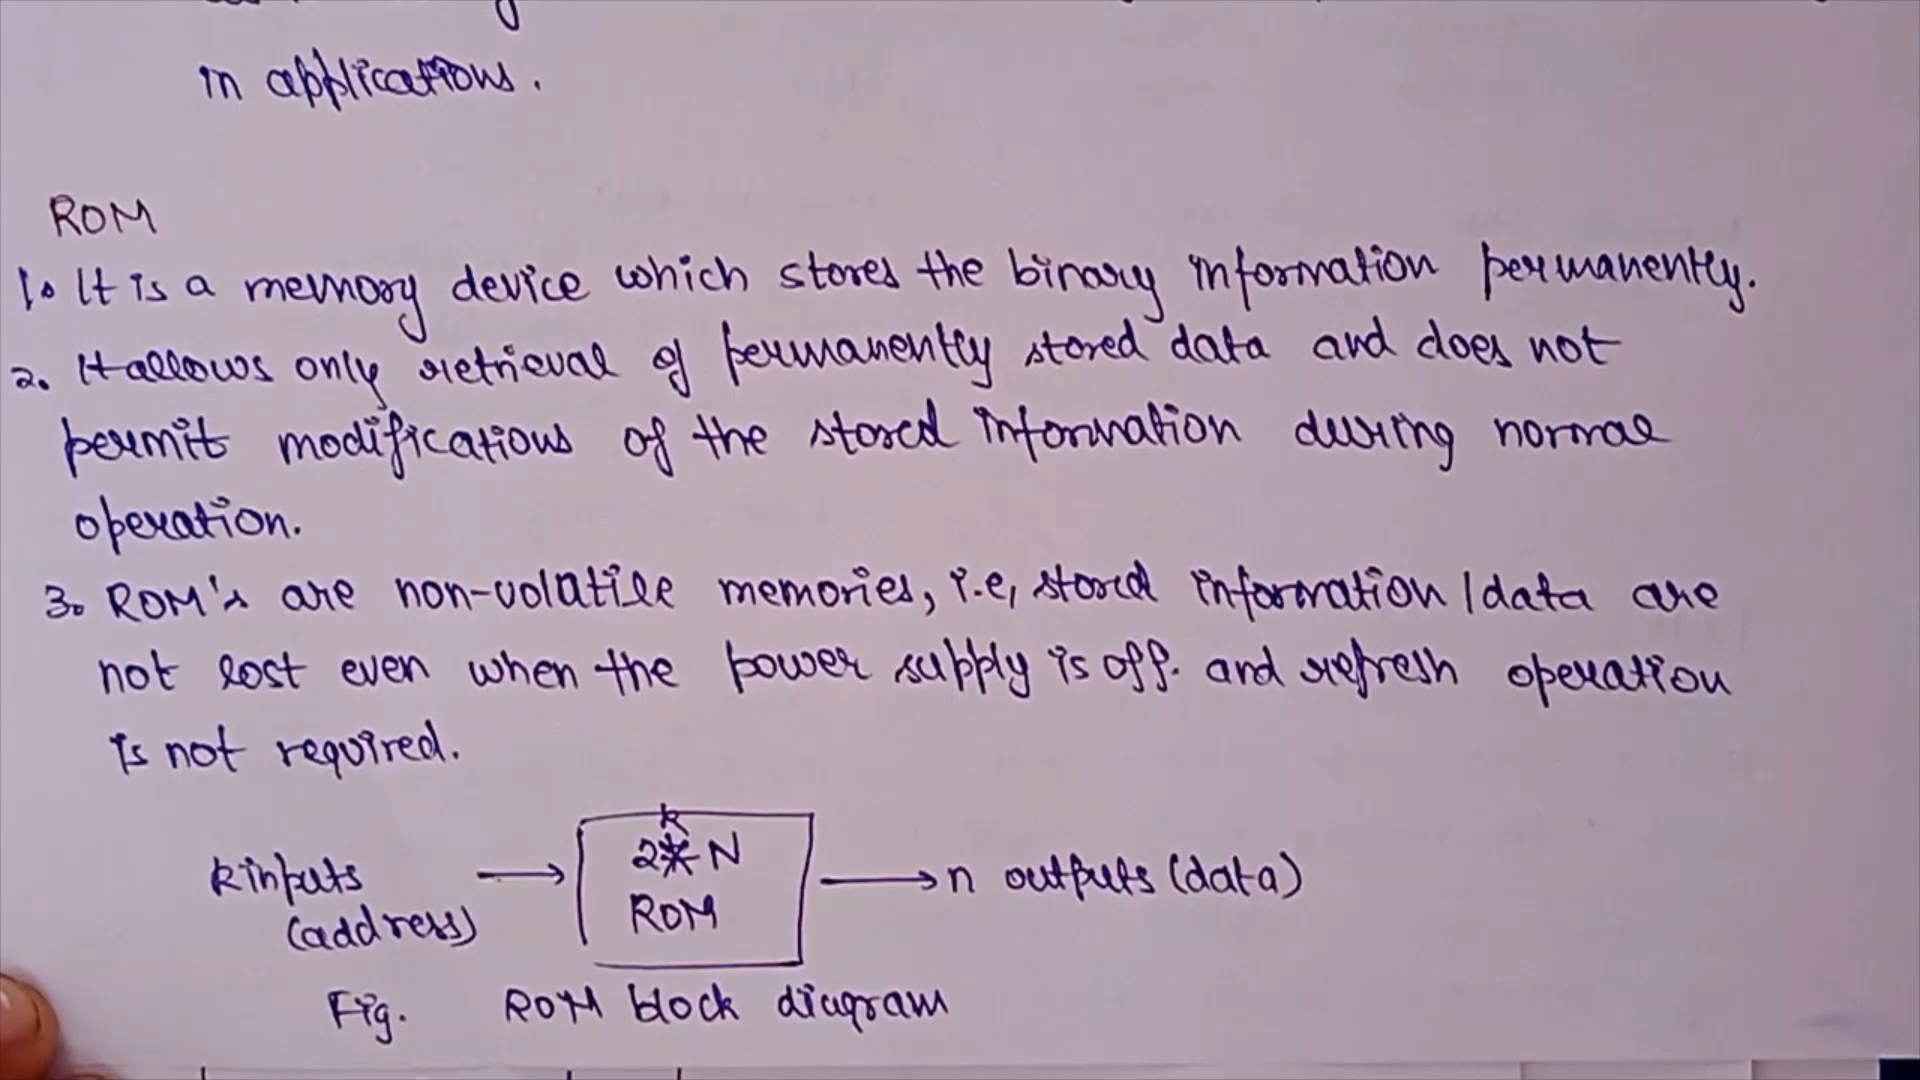 in applications.
ROM
1. It is a memory device which stores the binary information permanently.
2. It allows only retrieval of permanently stored data and does not
permit modifications of the stored information during normal
operation.
3. ROM's are non-volatile memories, i.e, stored information/data are
not lost even when the power supply is off. and refresh operation
is not required.
k
2*N
k inputs → → n outputs (data)
ROM
(address)
Fig. ROM block diagram